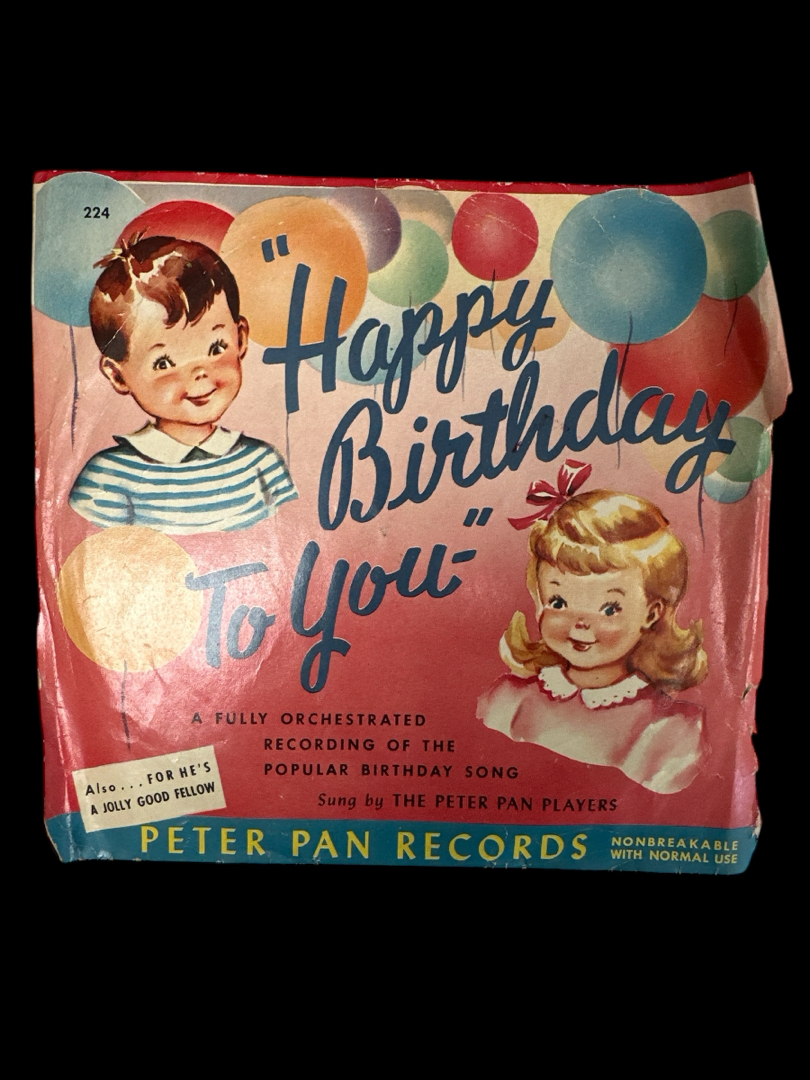 224
"Happy
Birthday
To You-"
A FULLY ORCHESTRATED
RECORDING OF THE
POPULAR BIRTHDAY SONG
Sung by THE PETER PAN PLAYERS
Also...FOR HE'S
A JOLLY GOOD FELLOW
PETER PAN RECORDS
NONBREAKABLE
WITH NORMAL USE